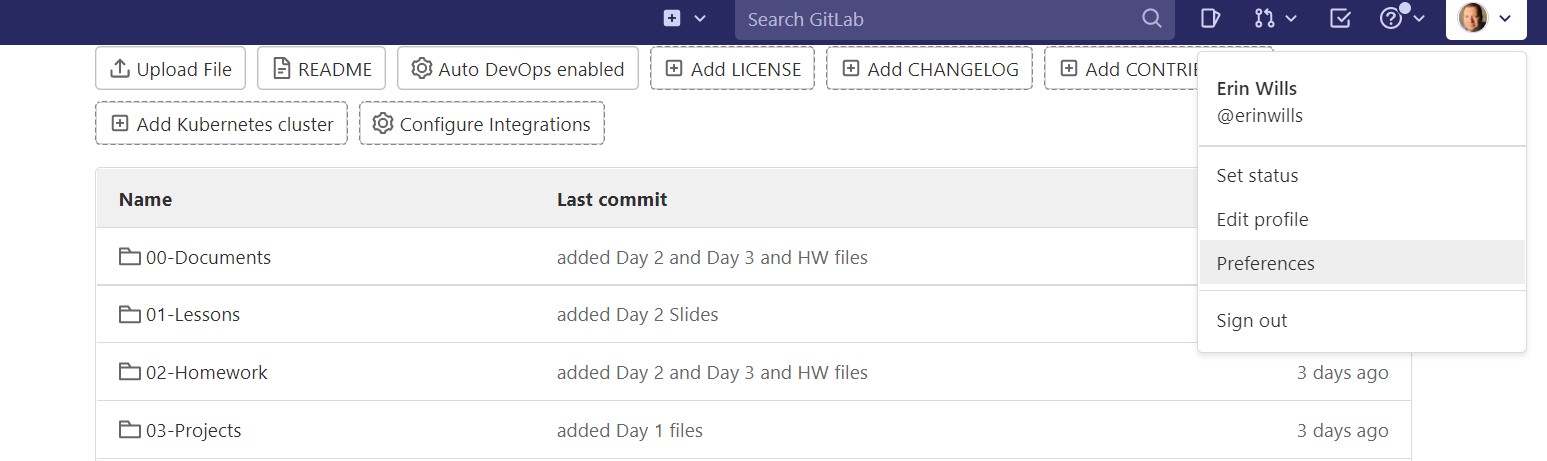 Search GitLab
Upload File README Auto DevOps enabled Add LICENSE Add CHANGELOG Add
Add Kubernetes cluster Configure Integrations
Erin Wills
@erinwills
Set status
Edit profile
Preferences
Sign out
Name Last commit
00-Documents added Day 2 and Day 3 and HW files
01-Lessons added Day 2 Slides
02-Homework added Day 2 and Day 3 and HW files 3 days ago
03-Projects added Day 1 files 3 days ago